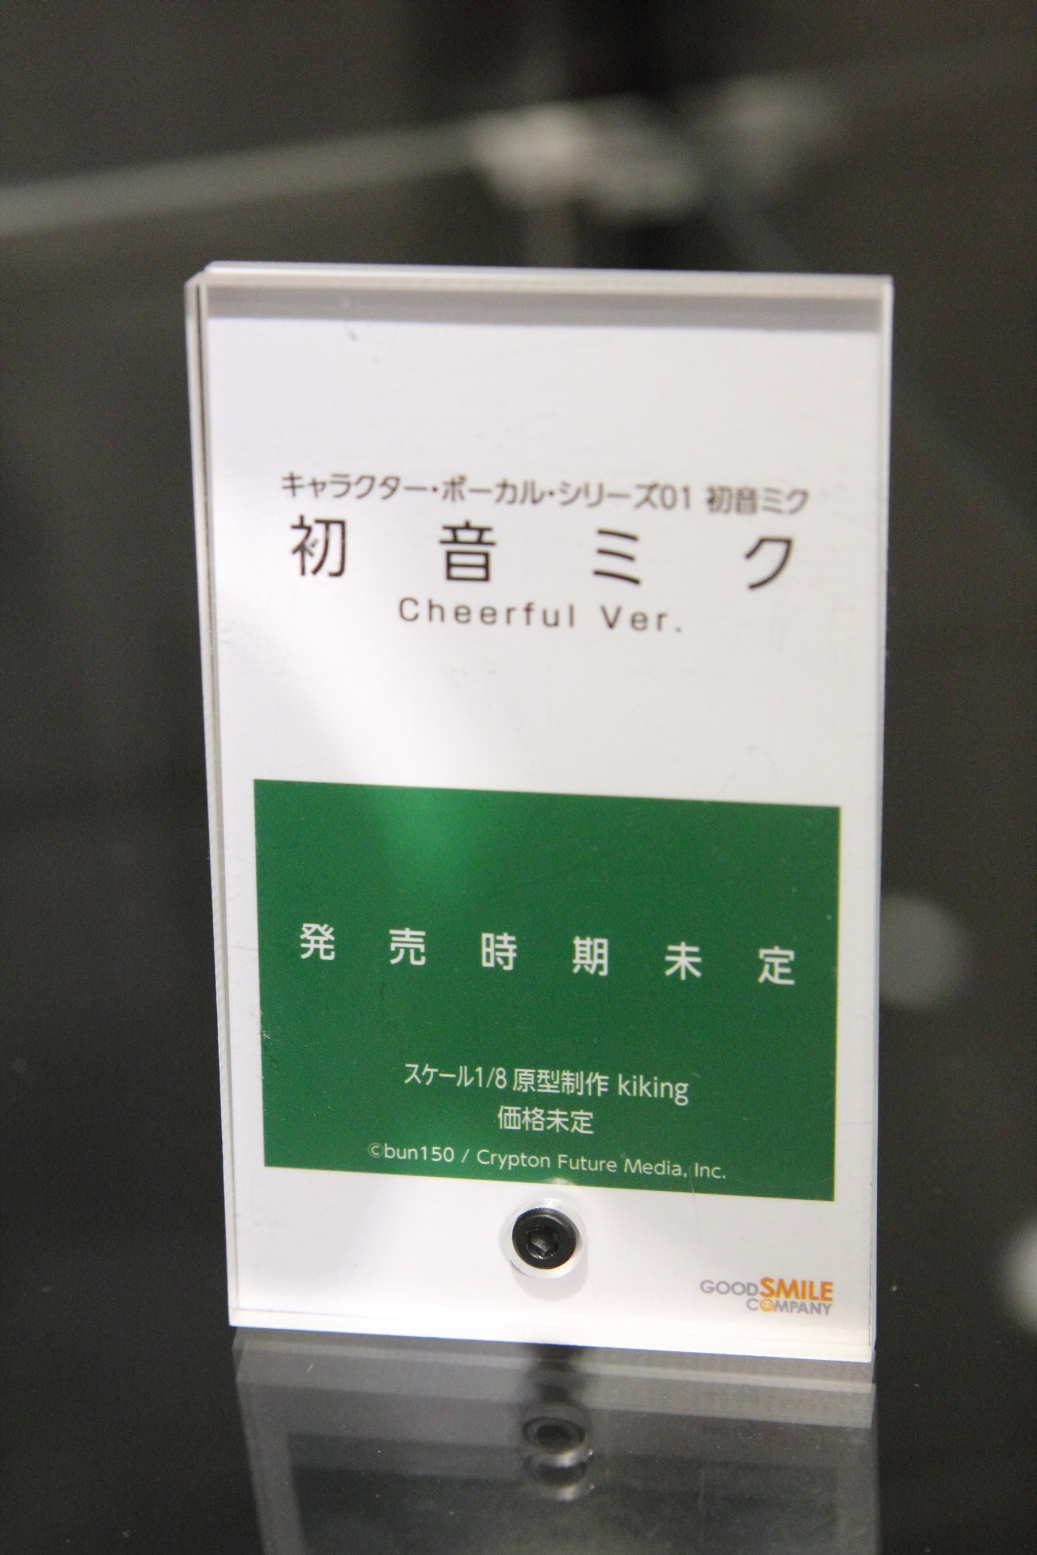 キャラクター・ボーカル・シリーズ01 初音ミク
初音ミク
Cheerful Ver.
発売時期未定
スケール1/8 原型制作 kiking
価格未定
©bun150 / Crypton Future Media, Inc.
GOOD SMILE
COMPANY